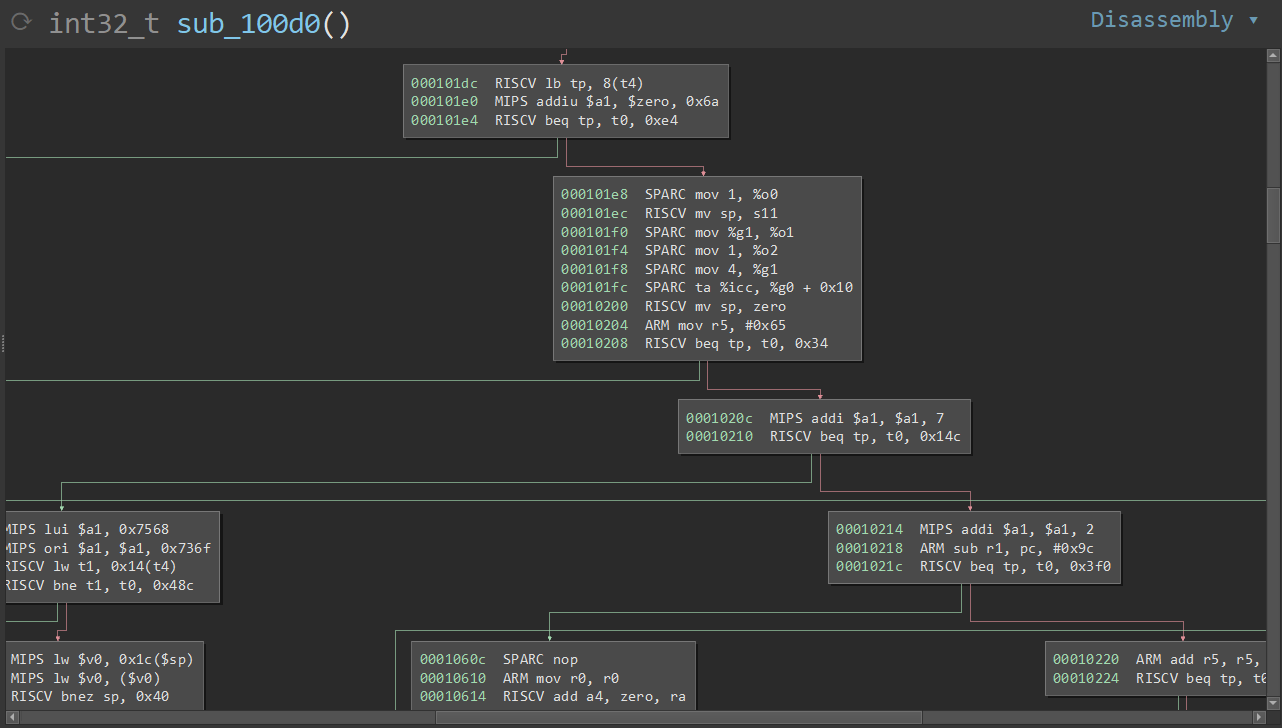 int32_t sub_100d0()
Disassembly
000101dc RISCV lb tp, 8(t4)
000101e0 MIPS addiu $a1, $zero, 0x6a
000101e4 RISCV beq tp, t0, 0xe4
000101e8 SPARC mov 1, %o0
000101ec RISCV mv sp, s11
000101f0 SPARC mov %g1, %o1
000101f4 SPARC mov 1, %o2
000101f8 SPARC mov 4, %g1
000101fc SPARC ta %icc, %g0 + 0x10
00010200 RISCV mv sp, zero
00010204 ARM mov r5, #0x65
00010208 RISCV beq tp, t0, 0x34
0001020c MIPS addi $a1, $a1, 7
00010210 RISCV beq tp, t0, 0x14c
MIPS lui $a1, 0x7568
MIPS ori $a1, $a1, 0x736f
RISCV lw t1, 0x14(t4)
RISCV bne t1, t0, 0x48c
00010214 MIPS addi $a1, $a1, 2
00010218 ARM sub r1, pc, #0x9c
0001021c RISCV beq tp, t0, 0x3f0
MIPS lw $v0, 0x1c($sp)
MIPS lw $v0, ($v0)
RISCV bnez sp, 0x40
0001060c SPARC nop
00010610 ARM mov r0, r0
00010614 RISCV add a4, zero, ra
00010220 ARM add r5, r5,
00010224 RISCV beq tp,